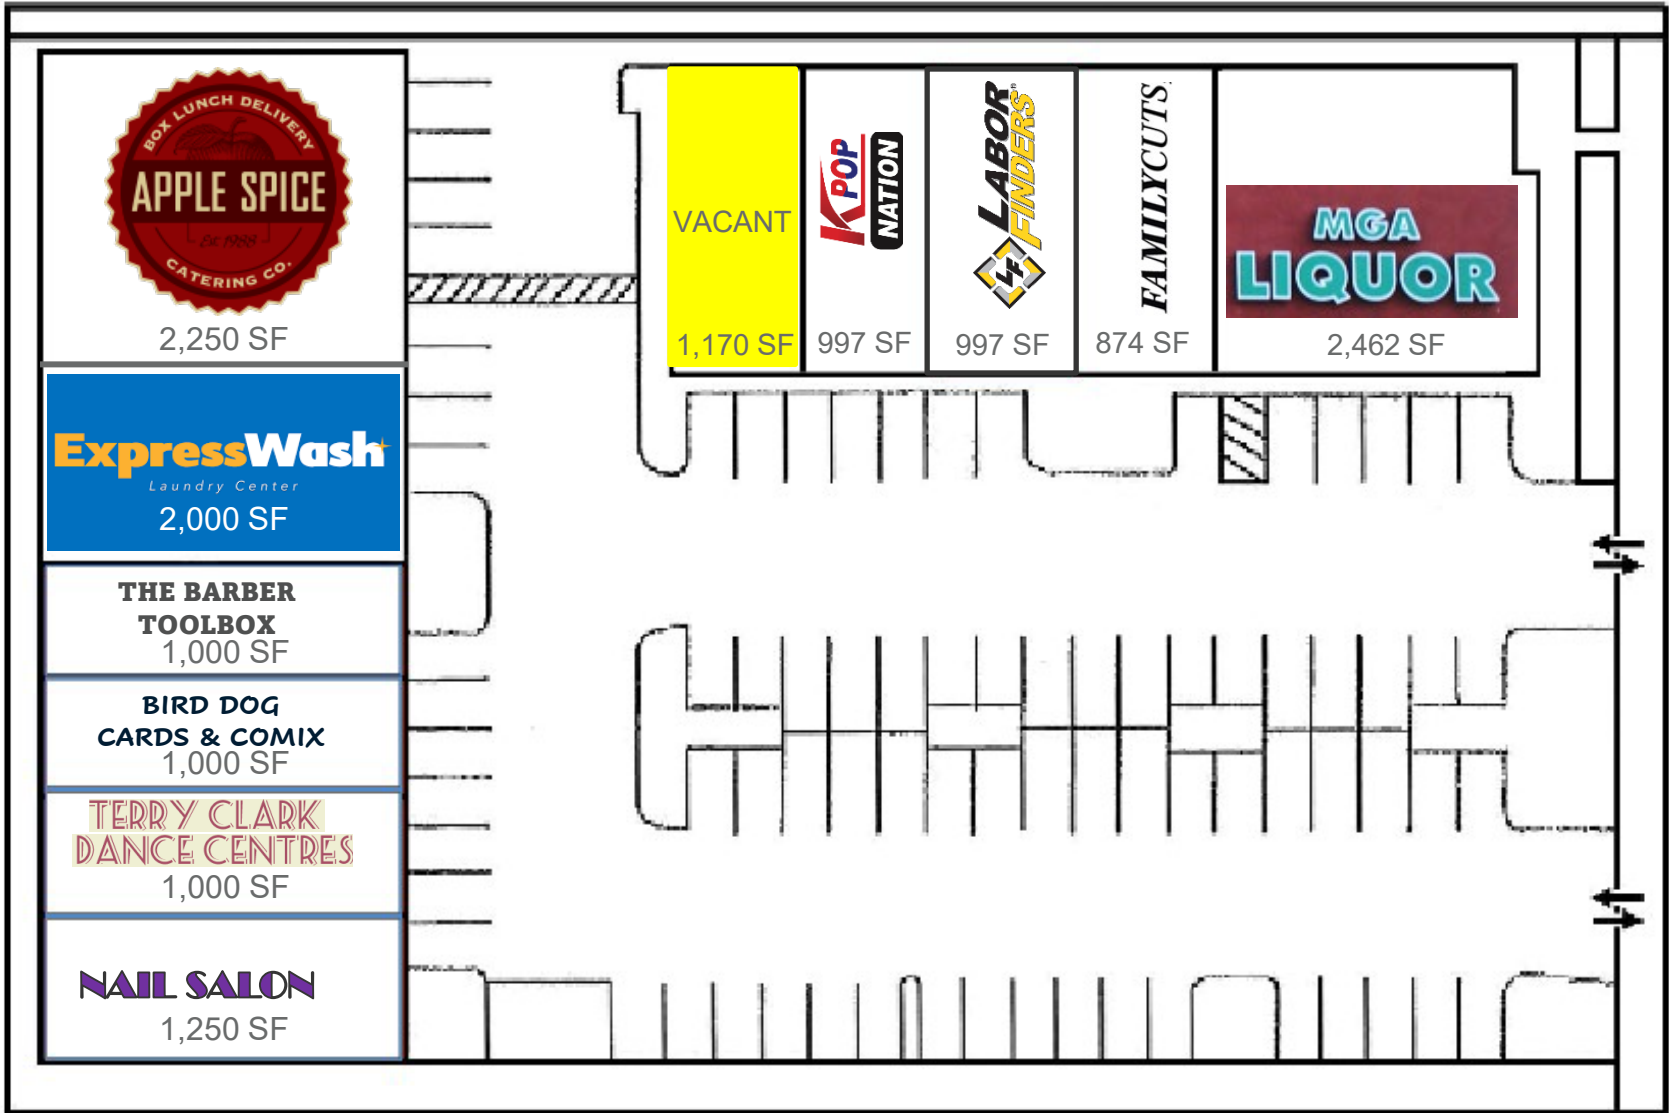 BOX LUNCH DELIVERY
APPLE SPICE
Est. 1988
CATERING CO.
2,250 SF
ExpressWash
Laundry Center
2,000 SF
THE BARBER
TOOLBOX
1,000 SF
BIRD DOG
CARDS & COMIX
1,000 SF
TERRY CLARK
DANCE CENTRES
1,000 SF
NAIL SALON
1,250 SF
VACANT
1,170 SF
KPOP
NATION
997 SF
LABOR
FINDERS
LF
997 SF
FAMILYCUTS
874 SF
MGA
LIQUOR
2,462 SF